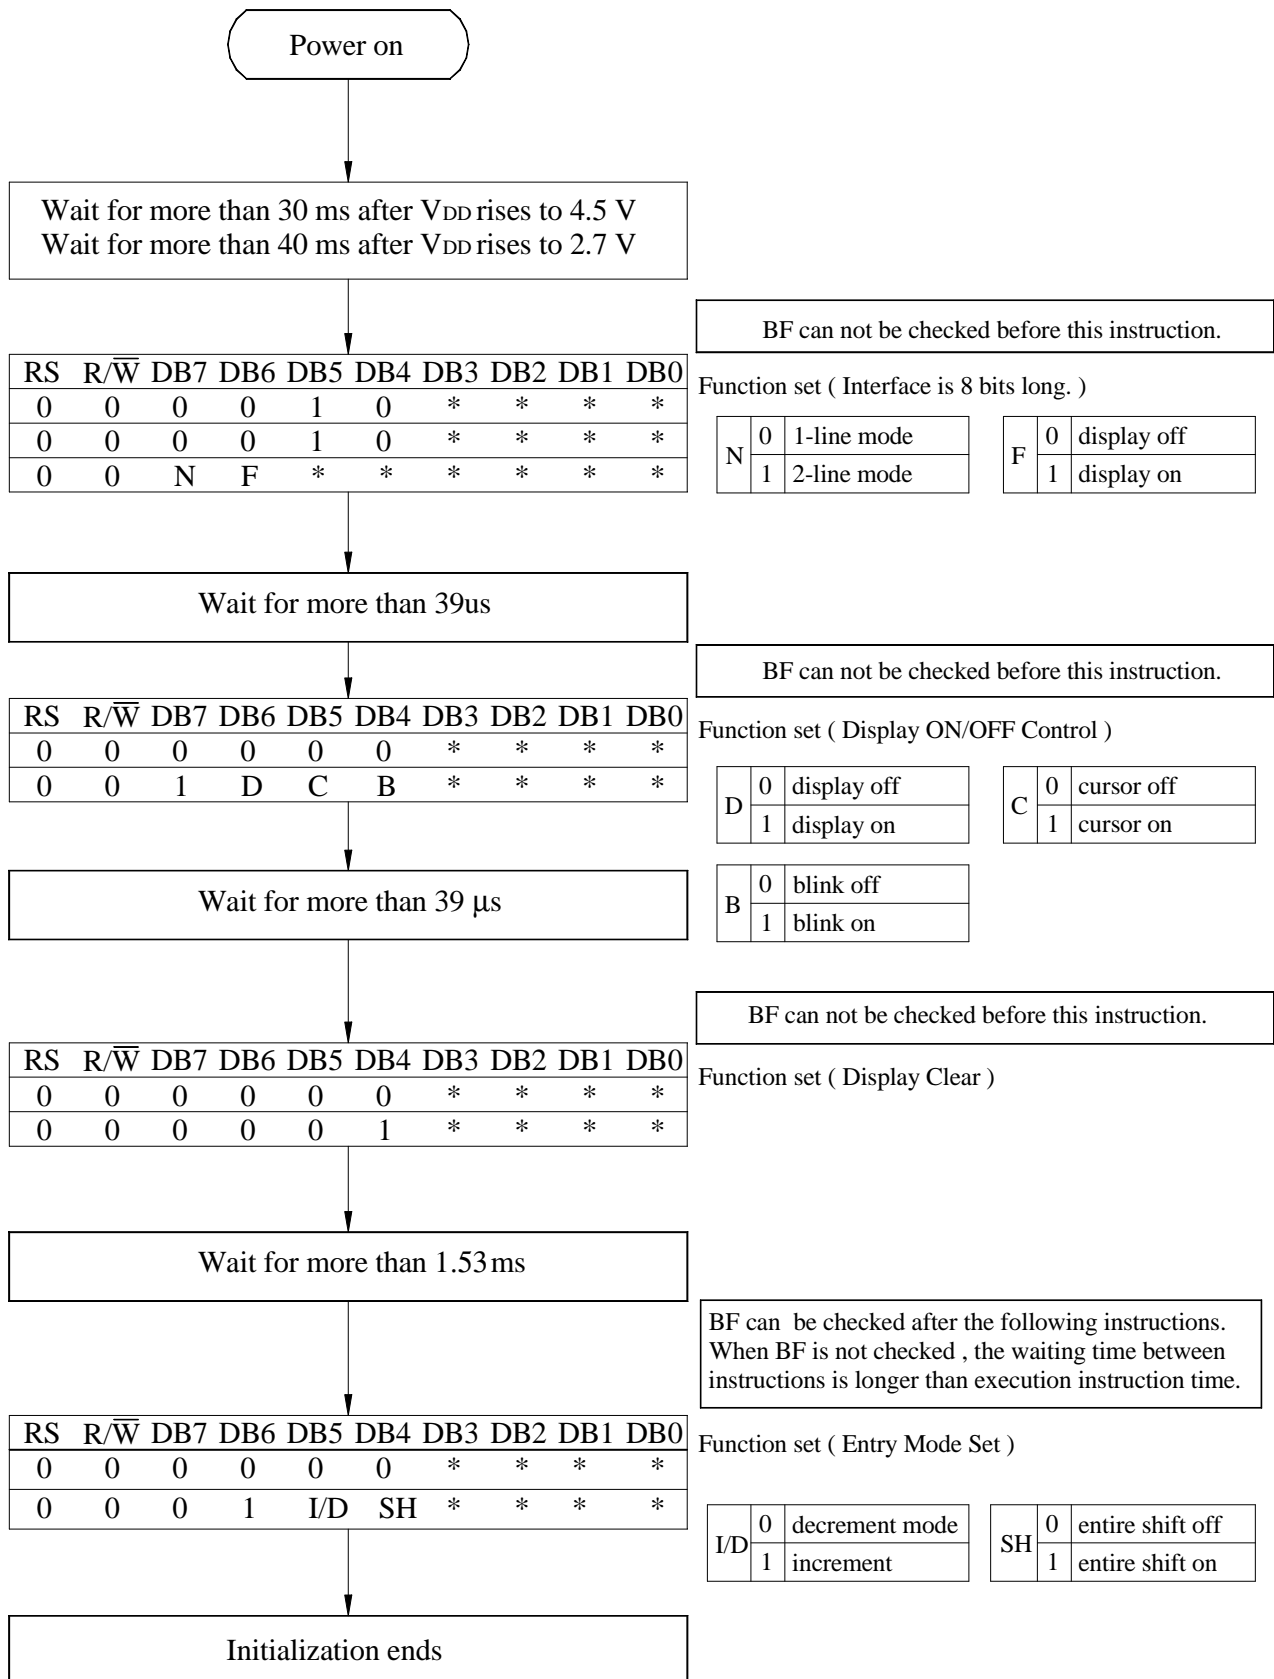 Power on
Wait for more than 30 ms after VDD rises to 4.5 V
Wait for more than 40 ms after VDD rises to 2.7 V
BF can not be checked before this instruction.
RS R/W̅ DB7 DB6 DB5 DB4 DB3 DB2 DB1 DB0
0 0 0 0 1 0 * * * *
0 0 0 0 1 0 * * * *
0 0 N F * * * * * *
Function set ( Interface is 8 bits long. )
N 0 1-line mode
1 2-line mode
F 0 display off
1 display on
Wait for more than 39us
BF can not be checked before this instruction.
RS R/W̅ DB7 DB6 DB5 DB4 DB3 DB2 DB1 DB0
0 0 0 0 0 0 * * * *
0 0 1 D C B * * * *
Function set ( Display ON/OFF Control )
D 0 display off
1 display on
C 0 cursor off
1 cursor on
B 0 blink off
1 blink on
Wait for more than 39 μs
BF can not be checked before this instruction.
RS R/W̅ DB7 DB6 DB5 DB4 DB3 DB2 DB1 DB0
0 0 0 0 0 0 * * * *
0 0 0 0 0 1 * * * *
Function set ( Display Clear )
Wait for more than 1.53ms
BF can be checked after the following instructions.
When BF is not checked , the waiting time between
instructions is longer than execution instruction time.
RS R/W̅ DB7 DB6 DB5 DB4 DB3 DB2 DB1 DB0
0 0 0 0 0 0 * * * *
0 0 0 1 I/D SH * * * *
Function set ( Entry Mode Set )
I/D 0 decrement mode
1 increment
SH 0 entire shift off
1 entire shift on
Initialization ends